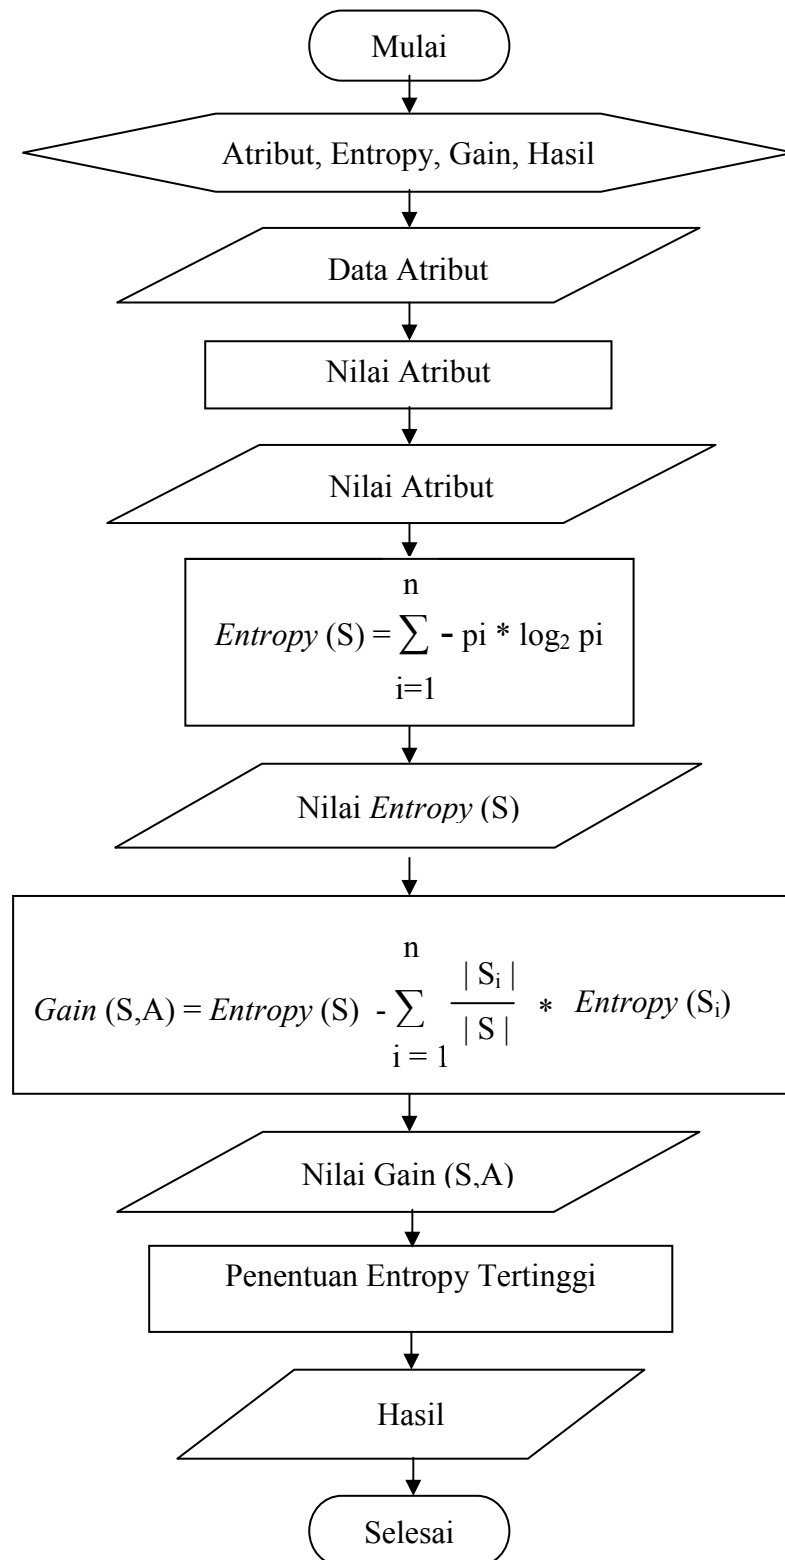 Mulai
Atribut, Entropy, Gain, Hasil
Data Atribut
Nilai Atribut
Nilai Atribut
n
Entropy (S) = ∑ - pi * log₂ pi
i=1
Nilai Entropy (S)
n
Gain (S,A) = Entropy (S) - ∑ | Sᵢ | / | S | * Entropy (Sᵢ)
i = 1
Nilai Gain (S,A)
Penentuan Entropy Tertinggi
Hasil
Selesai